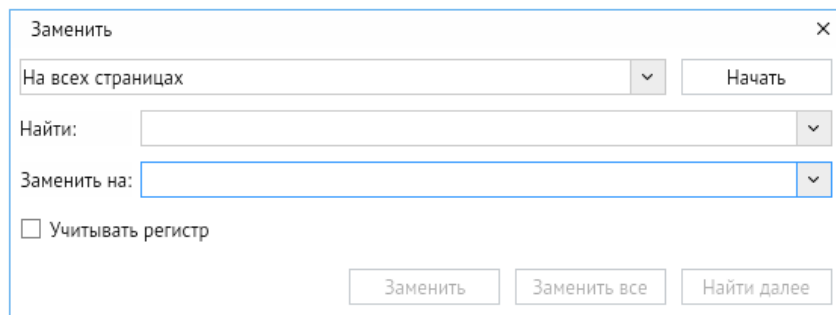 Заменить
На всех страницах
Начать
Найти:
Заменить на:
Учитывать регистр
Заменить
Заменить все
Найти далее